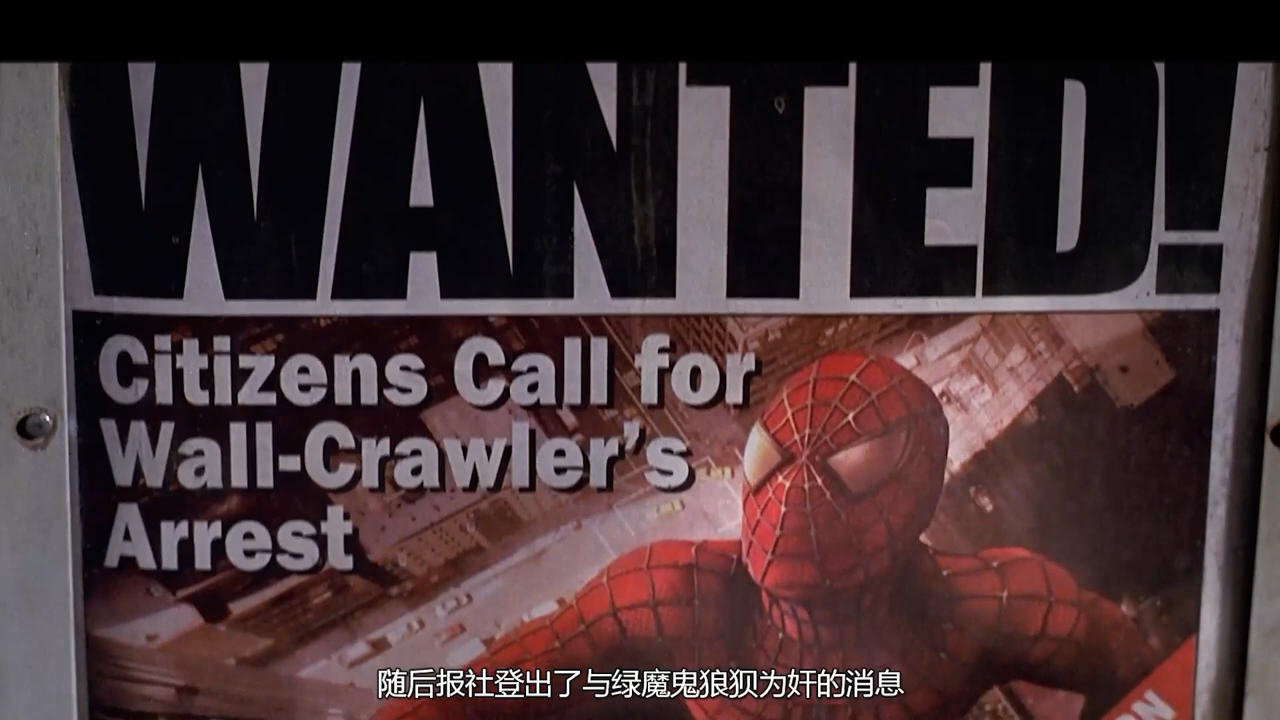 WANTED!
Citizens Call for
Wall-Crawler's
Arrest
随后报社登出了与绿魔鬼狼狈为奸的消息